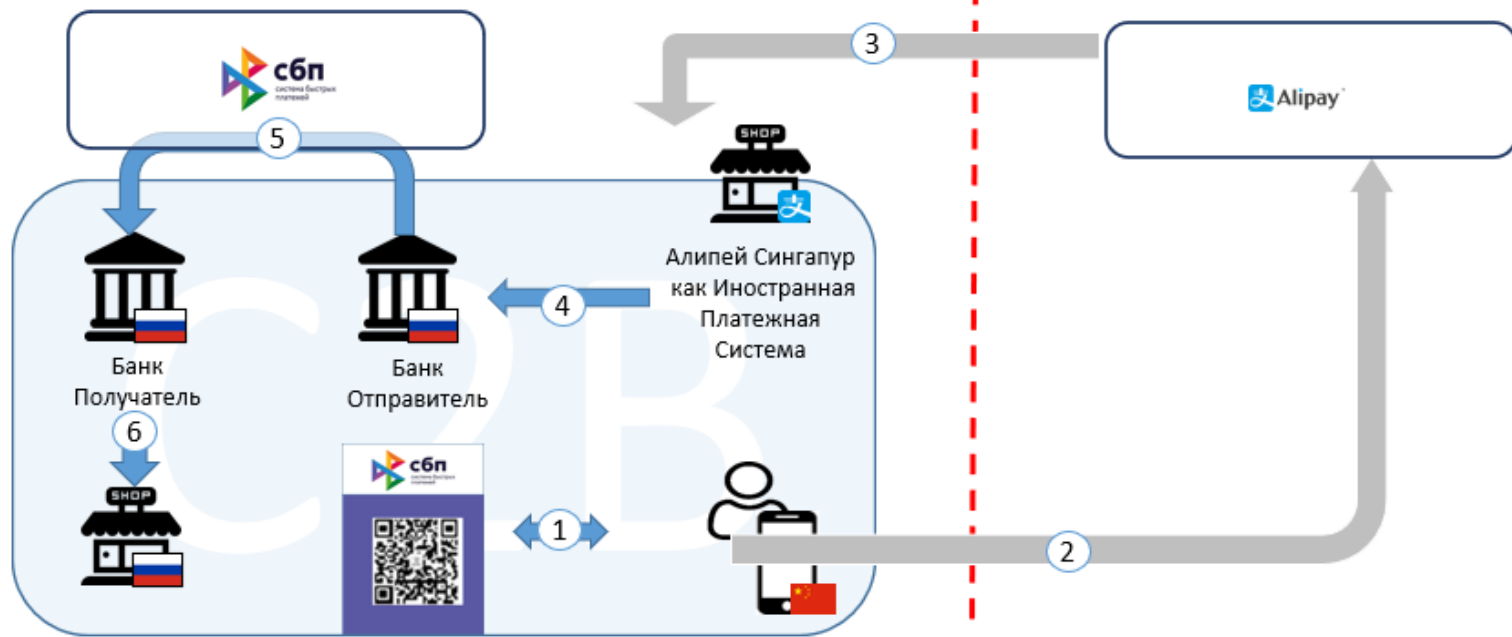 3
сбп
система быстрых
платежей
Alipay
5
SHOP
Алипей Сингапур
как Иностранная
Платежная
Система
4
C2B
Банк
Получатель
Банк
Отправитель
6
сбп
система быстрых
платежей
SHOP
1
2